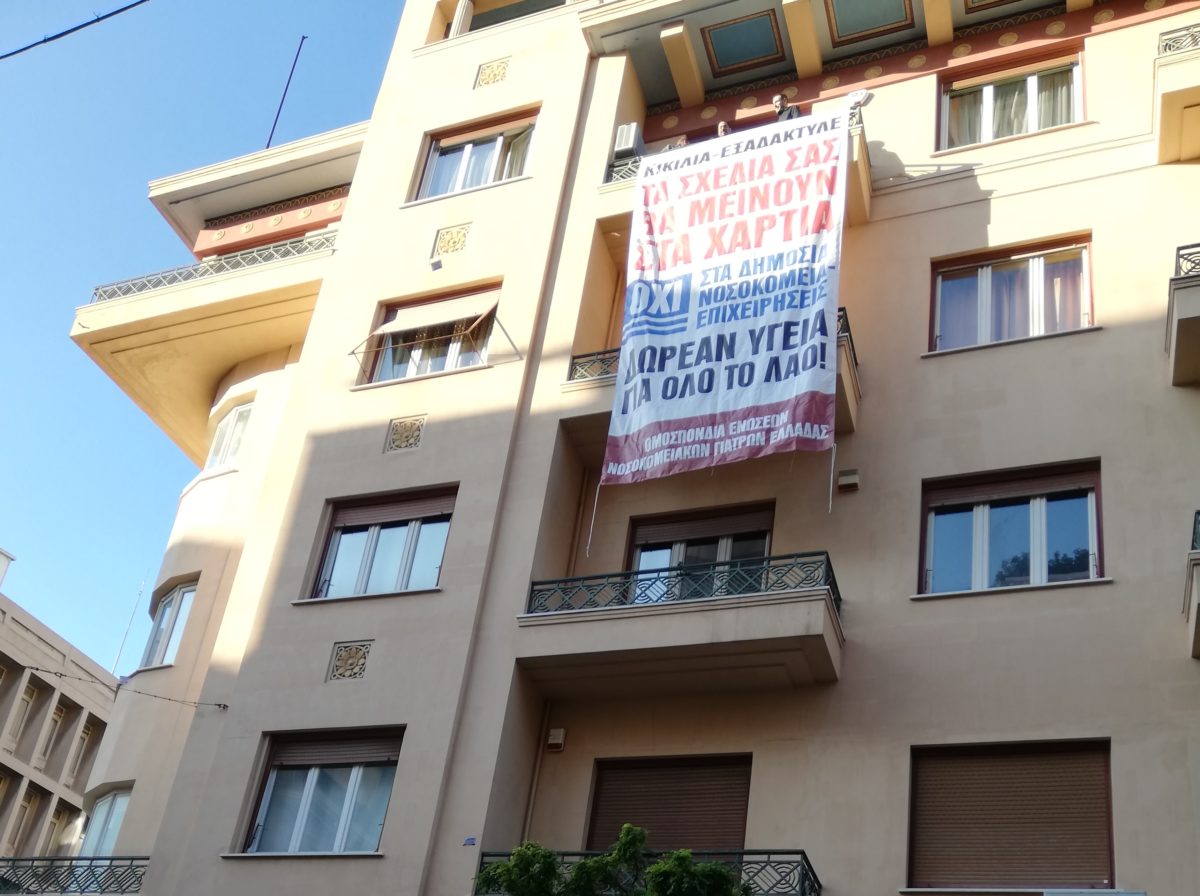 ΚΙΚΙΛΙΑ-ΕΞΑΔΑΚΤΥΛΕ
ΤΑ ΣΧΕΔΙΑ ΣΑΣ
ΘΑ ΜΕΙΝΟΥΝ
ΣΤΑ ΧΑΡΤΙΑ
ΟΧΙ
ΣΤΑ ΔΗΜΟΣΙΑ
ΝΟΣΟΚΟΜΕΙΑ-
ΕΠΙΧΕΙΡΗΣΕΙΣ
ΔΩΡΕΑΝ ΥΓΕΙΑ
ΓΙΑ ΟΛΟ ΤΟ ΛΑΟ!
ΟΜΟΣΠΟΝΔΙΑ ΕΝΩΣΕΩΝ
ΝΟΣΟΚΟΜΕΙΑΚΩΝ ΓΙΑΤΡΩΝ ΕΛΛΑΔΑΣ